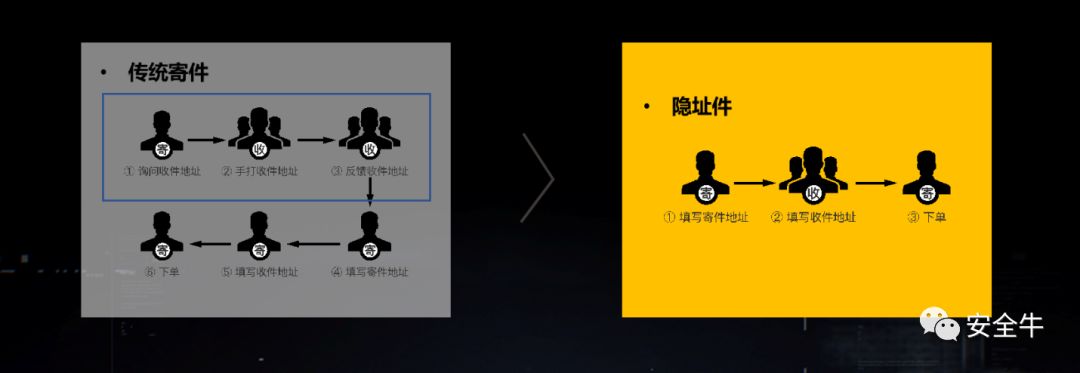 • 传统寄件
寄 收 收
① 询问收件地址 ② 手打收件地址 ③ 反馈收件地址
寄 寄 寄
⑥ 下单 ⑤ 填写收件地址 ④ 填写寄件地址
• 隐址件
寄 收 寄
① 填写寄件地址 ② 填写收件地址 ③ 下单
安全牛